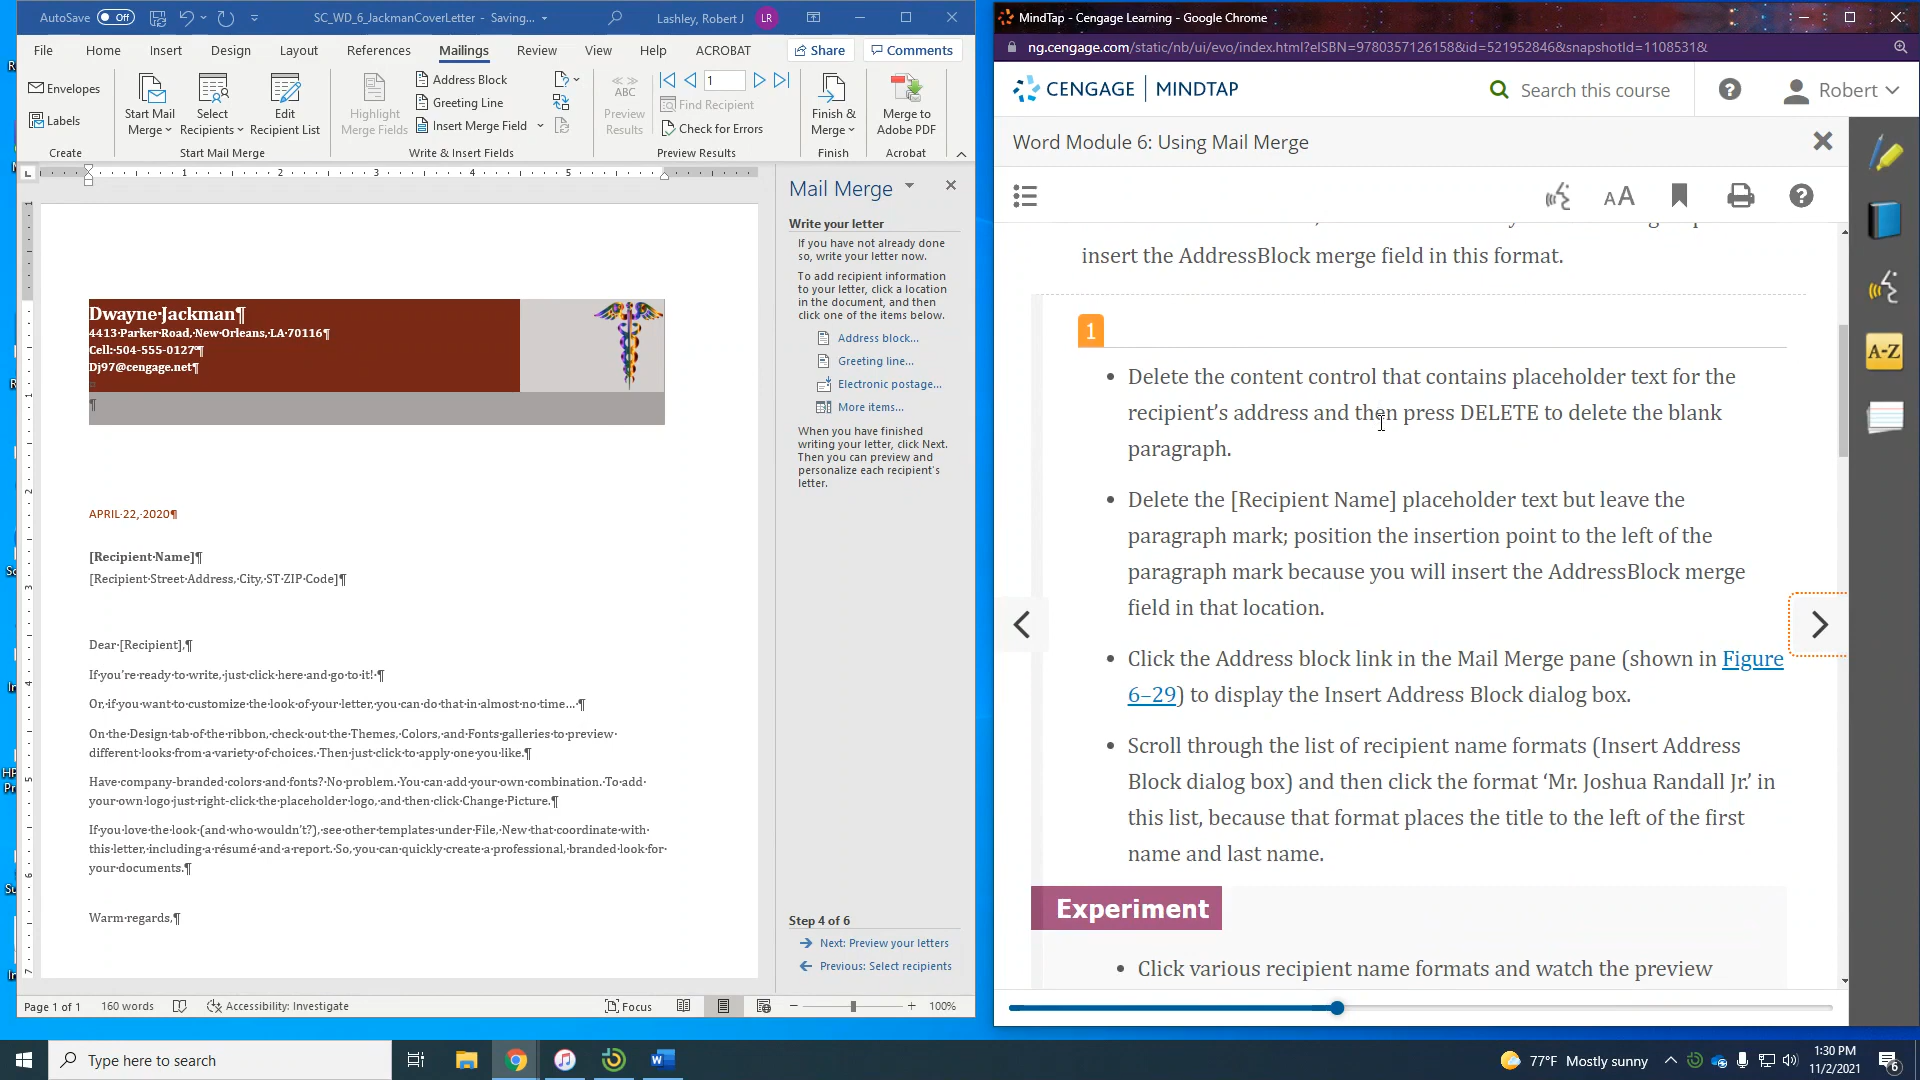 AutoSave Off SC_WD_6_JackmanCoverLetter - Saving... Lashley, Robert J LR
File Home Insert Design Layout References Mailings Review View Help ACROBAT Share Comments
Envelopes
Labels
Create
Start Mail Merge
Select Recipients
Edit Recipient List
Start Mail Merge
Highlight Merge Fields
Address Block
Greeting Line
Insert Merge Field
Write & Insert Fields
ABC
Preview Results
1
Find Recipient
Check for Errors
Preview Results
Finish & Merge
Finish
Merge to Adobe PDF
Acrobat
1 2 3 4 5
Dwayne·Jackman¶
4413·Parker·Road,·New·Orleans,·LA·70116¶
Cell:·504-555-0127¶
Dj97@cengage.net¶
¶
APRIL·22,·2020¶
[Recipient·Name]¶
[Recipient·Street·Address,·City,·ST·ZIP·Code]¶
Dear·[Recipient],¶
If·you're·ready·to·write,·just·click·here·and·go·to·it!·¶
Or,·if·you·want·to·customize·the·look·of·your·letter,·you·can·do·that·in·almost·no·time...·¶
On·the·Design·tab·of·the·ribbon,·check·out·the·Themes,·Colors,·and·Fonts·galleries·to·preview·
different·looks·from·a·variety·of·choices.·Then·just·click·to·apply·one·you·like.¶
Have·company-branded·colors·and·fonts?·No·problem.·You·can·add·your·own·combination.·To·add·
your·own·logo·just·right-click·the·placeholder·logo,·and·then·click·Change·Picture.¶
If·you·love·the·look·(and·who·wouldn't?),·see·other·templates·under·File,·New·that·coordinate·with·
this·letter,·including·a·résumé·and·a·report.·So,·you·can·quickly·create·a·professional,·branded·look·for·
your·documents.¶
Warm·regards,¶
Mail Merge
Write your letter
If you have not already done
so, write your letter now.
To add recipient information
to your letter, click a location
in the document, and then
click one of the items below.
Address block...
Greeting line...
Electronic postage...
More items...
When you have finished
writing your letter, click Next.
Then you can preview and
personalize each recipient's
letter.
Step 4 of 6
Next: Preview your letters
Previous: Select recipients
Page 1 of 1 160 words Accessibility: Investigate Focus 100%
MindTap - Cengage Learning - Google Chrome
ng.cengage.com/static/nb/ui/evo/index.html?eISBN=9780357126158&id=521952846&snapshotId=1108531&
CENGAGE MINDTAP Search this course Robert
Word Module 6: Using Mail Merge
AA
insert the AddressBlock merge field in this format.
1
• Delete the content control that contains placeholder text for the
recipient's address and then press DELETE to delete the blank
paragraph.
• Delete the [Recipient Name] placeholder text but leave the
paragraph mark; position the insertion point to the left of the
paragraph mark because you will insert the AddressBlock merge
field in that location.
• Click the Address block link in the Mail Merge pane (shown in Figure
6–29) to display the Insert Address Block dialog box.
• Scroll through the list of recipient name formats (Insert Address
Block dialog box) and then click the format ‘Mr. Joshua Randall Jr.’ in
this list, because that format places the title to the left of the first
name and last name.
Experiment
• Click various recipient name formats and watch the preview
A-Z
Type here to search
77°F Mostly sunny
1:30 PM
11/2/2021
6